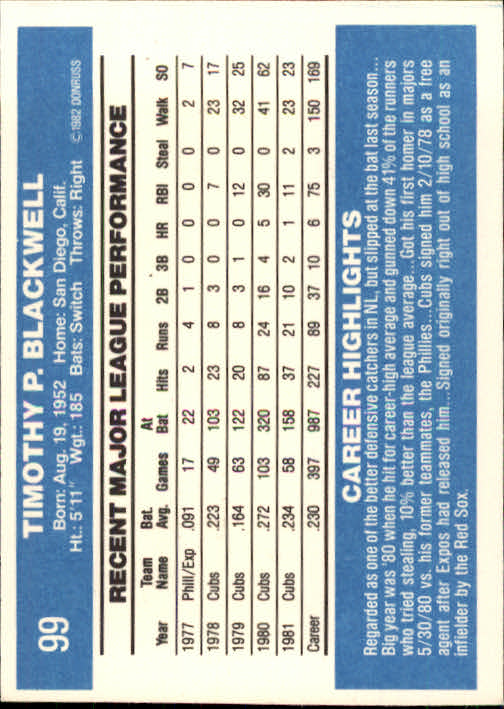 99
TIMOTHY P. BLACKWELL
Born: Aug. 19, 1952 Home: San Diego, Calif.
Ht.: 5'11" Wgt.: 185 Bats: Switch Throws: Right ©1982 DONRUSS
RECENT MAJOR LEAGUE PERFORMANCE
Year Team Name Bat. Avg. Games At Bat Hits Runs 2B 3B HR RBI Steal Walk SO
1977 Phill/Exp .091 17 22 2 4 1 0 0 0 0 2 7
1978 Cubs .223 49 103 23 8 3 0 0 7 0 23 17
1979 Cubs .164 63 122 20 8 3 1 0 12 0 32 25
1980 Cubs .272 103 320 87 24 16 4 5 30 0 41 62
1981 Cubs .234 58 158 37 21 10 2 1 11 2 23 23
Career .230 397 987 227 89 37 10 6 75 3 150 169
CAREER HIGHLIGHTS
Regarded as one of the better defensive catchers in NL, but slipped at the bat last season...
Big year was '80 when he hit for career-high average and gunned down 41% of the runners
who tried stealing, 10% better than the league average...Got his first homer in majors
5/30/80 vs. his former teammates, the Phillies...Cubs signed him 2/10/78 as a free
agent after Expos had released him...Signed originally right out of high school as an
infielder by the Red Sox.